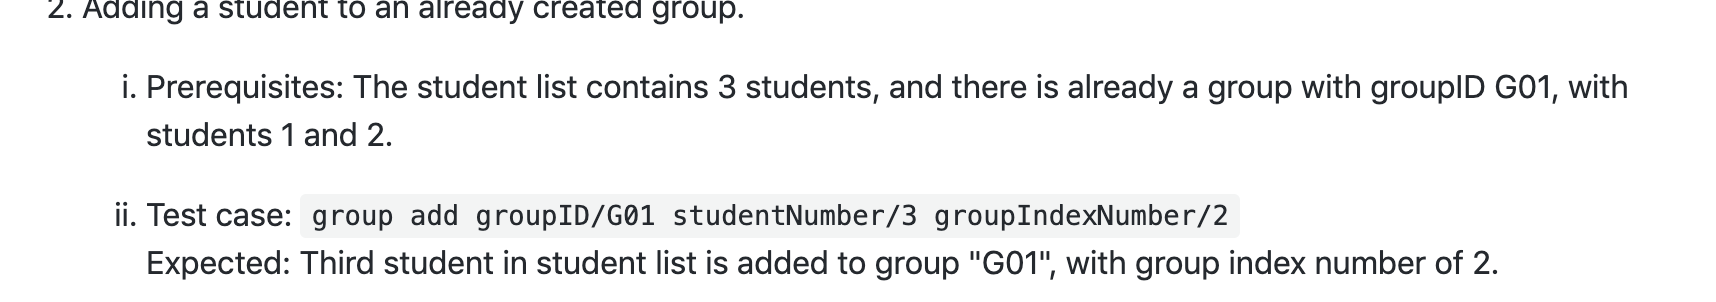 2. Adding a student to an already created group.
i. Prerequisites: The student list contains 3 students, and there is already a group with groupID G01, with
students 1 and 2.
ii. Test case: group add groupID/G01 studentNumber/3 groupIndexNumber/2
Expected: Third student in student list is added to group "G01", with group index number of 2.